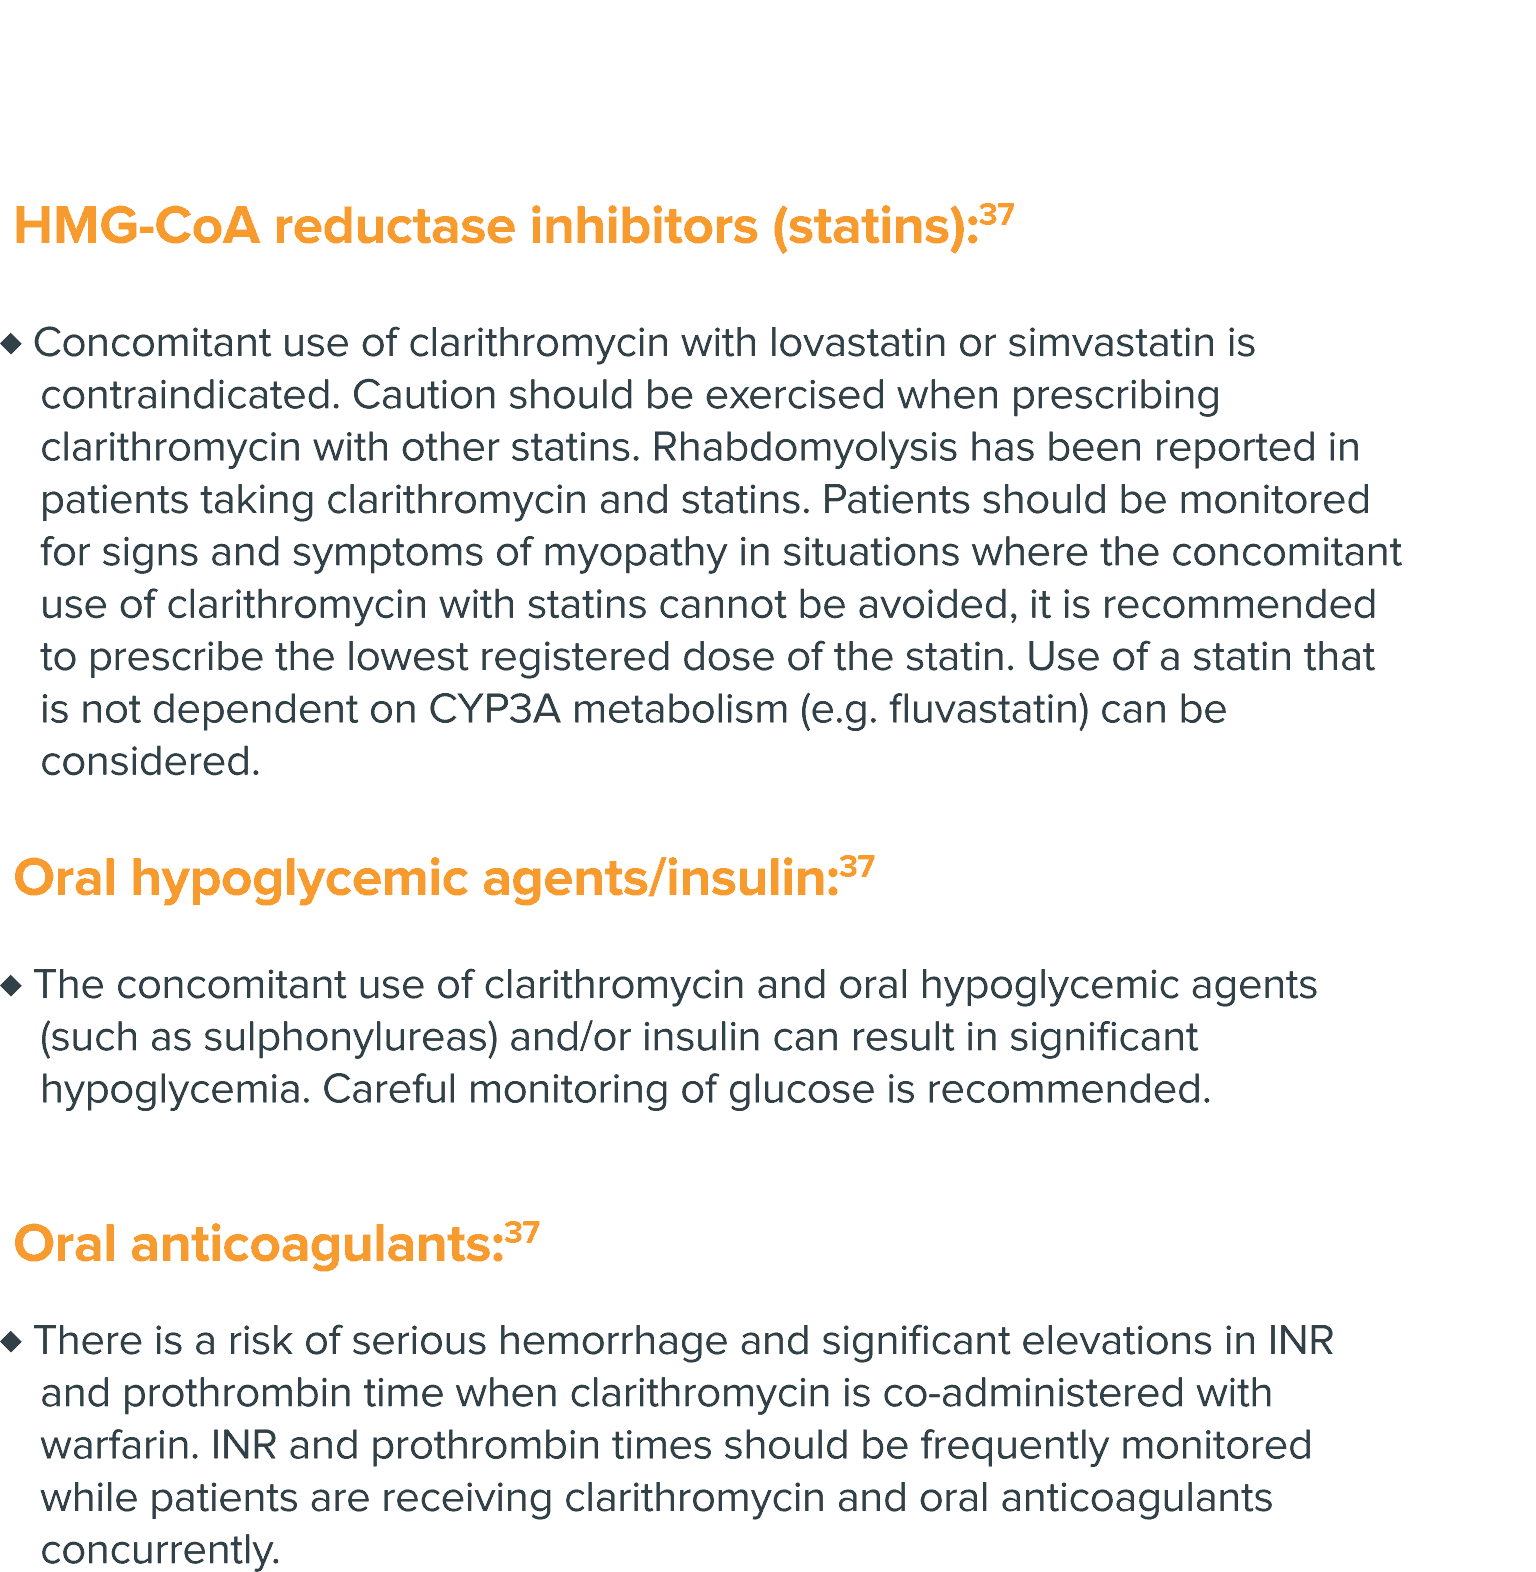 HMG-CoA reductase inhibitors (statins):37
◆ Concomitant use of clarithromycin with lovastatin or simvastatin is
contraindicated. Caution should be exercised when prescribing
clarithromycin with other statins. Rhabdomyolysis has been reported in
patients taking clarithromycin and statins. Patients should be monitored
for signs and symptoms of myopathy in situations where the concomitant
use of clarithromycin with statins cannot be avoided, it is recommended
to prescribe the lowest registered dose of the statin. Use of a statin that
is not dependent on CYP3A metabolism (e.g. fluvastatin) can be
considered.
Oral hypoglycemic agents/insulin:37
◆ The concomitant use of clarithromycin and oral hypoglycemic agents
(such as sulphonylureas) and/or insulin can result in significant
hypoglycemia. Careful monitoring of glucose is recommended.
Oral anticoagulants:37
◆ There is a risk of serious hemorrhage and significant elevations in INR
and prothrombin time when clarithromycin is co-administered with
warfarin. INR and prothrombin times should be frequently monitored
while patients are receiving clarithromycin and oral anticoagulants
concurrently.